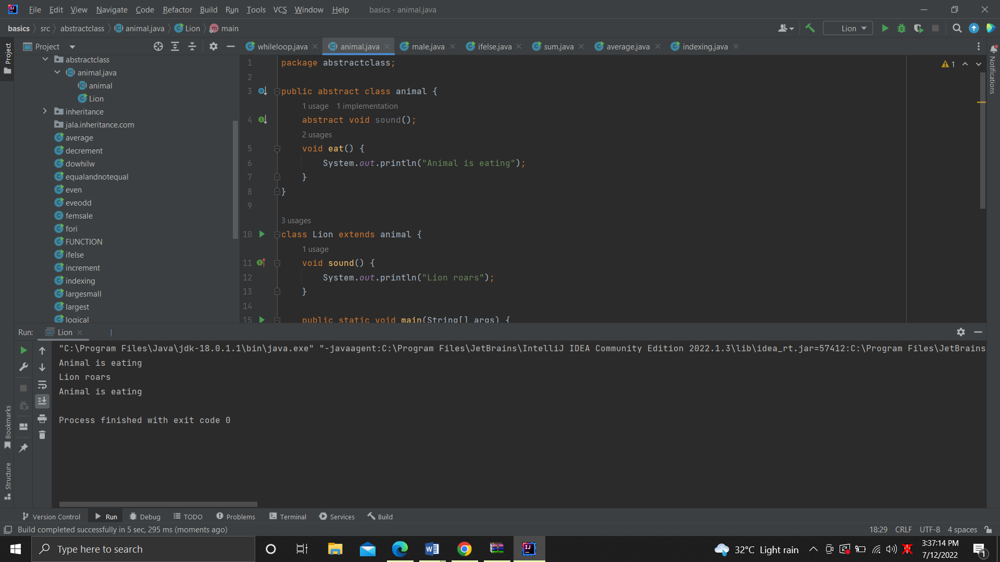 File Edit View Navigate Code Refactor Build Run Tools VCS Window Help basics - animal.java
basics src abstractclass animal.java Lion main Lion
Project whileloop.java animal.java male.java ifelse.java sum.java average.java indexing.java
Project
Notifications
abstractclass
animal.java
animal
Lion
inheritance
jala.inheritance.com
average
decrement
dowhilw
equalandnotequal
even
eveodd
femsale
fori
FUNCTION
ifelse
increment
indexing
largesmall
largest
logical
1 package abstractclass; 1
2
3 public abstract class animal {
1 usage 1 implementation
4 abstract void sound();
2 usages
5 void eat() {
6 System.out.println("Animal is eating");
7 }
8 }
9
3 usages
10 class Lion extends animal {
1 usage
11 void sound() {
12 System.out.println("Lion roars");
13 }
14
15 public static void main(String[] args) {
Run: Lion
"C:\Program Files\Java\jdk-18.0.1.1\bin\java.exe" "-javaagent:C:\Program Files\JetBrains\IntelliJ IDEA Community Edition 2022.1.3\lib\idea_rt.jar=57412:C:\Program Files\JetBrains
Animal is eating
Lion roars
Animal is eating
Process finished with exit code 0
Bookmarks
Structure
Version Control Run Debug TODO Problems Terminal Services Build
Build completed successfully in 5 sec, 295 ms (moments ago) 18:29 CRLF UTF-8 4 spaces
Type here to search 32°C Light rain 3:37:14 PM
7/12/2022 1